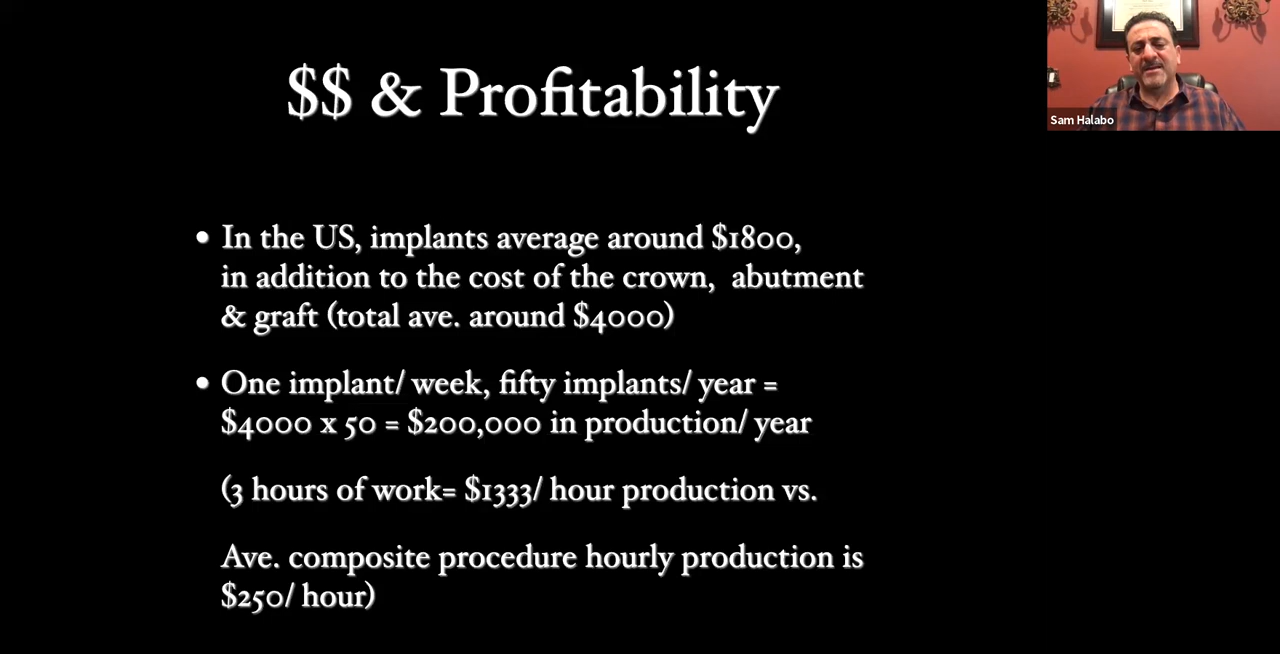 $$ & Profitability
Sam Halabo
• In the US, implants average around $1800,
in addition to the cost of the crown, abutment
& graft (total ave. around $4000)
• One implant/ week, fifty implants/ year =
$4000 x 50 = $200,000 in production/ year
(3 hours of work= $1333/ hour production vs.
Ave. composite procedure hourly production is
$250/ hour)